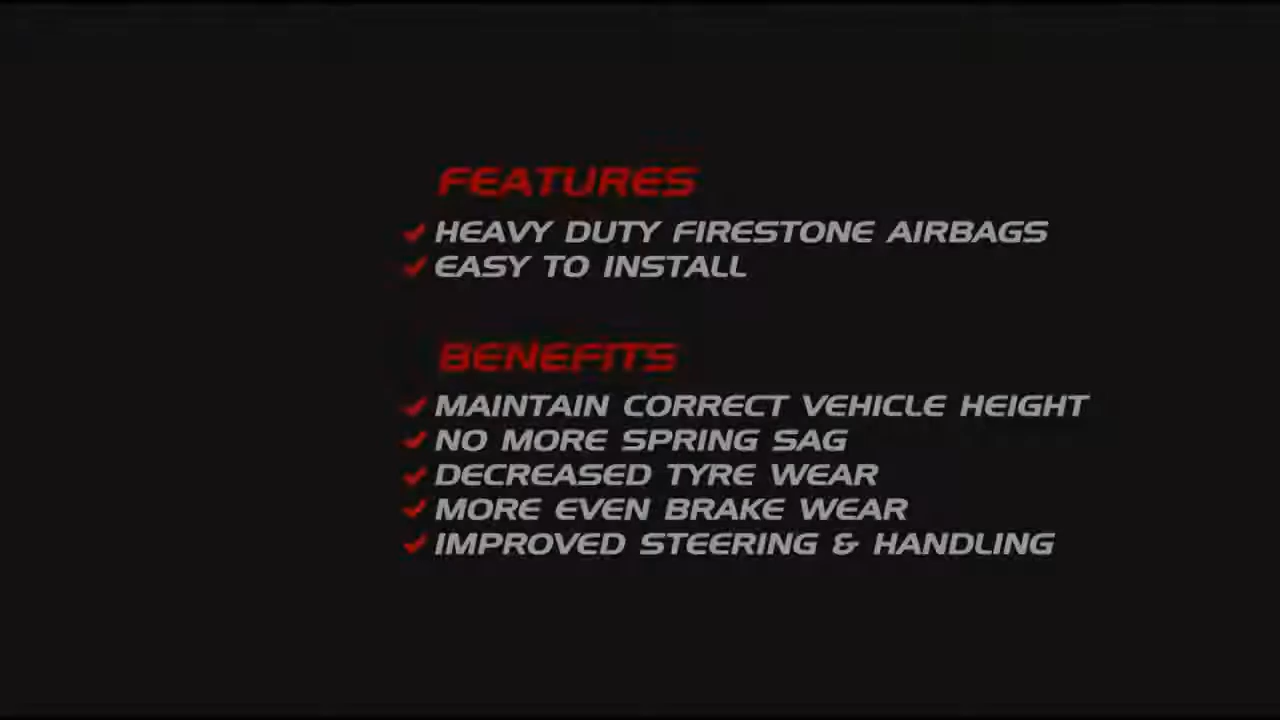 FEATURES
HEAVY DUTY FIRESTONE AIRBAGS
EASY TO INSTALL
BENEFITS
MAINTAIN CORRECT VEHICLE HEIGHT
NO MORE SPRING SAG
DECREASED TYRE WEAR
MORE EVEN BRAKE WEAR
IMPROVED STEERING & HANDLING